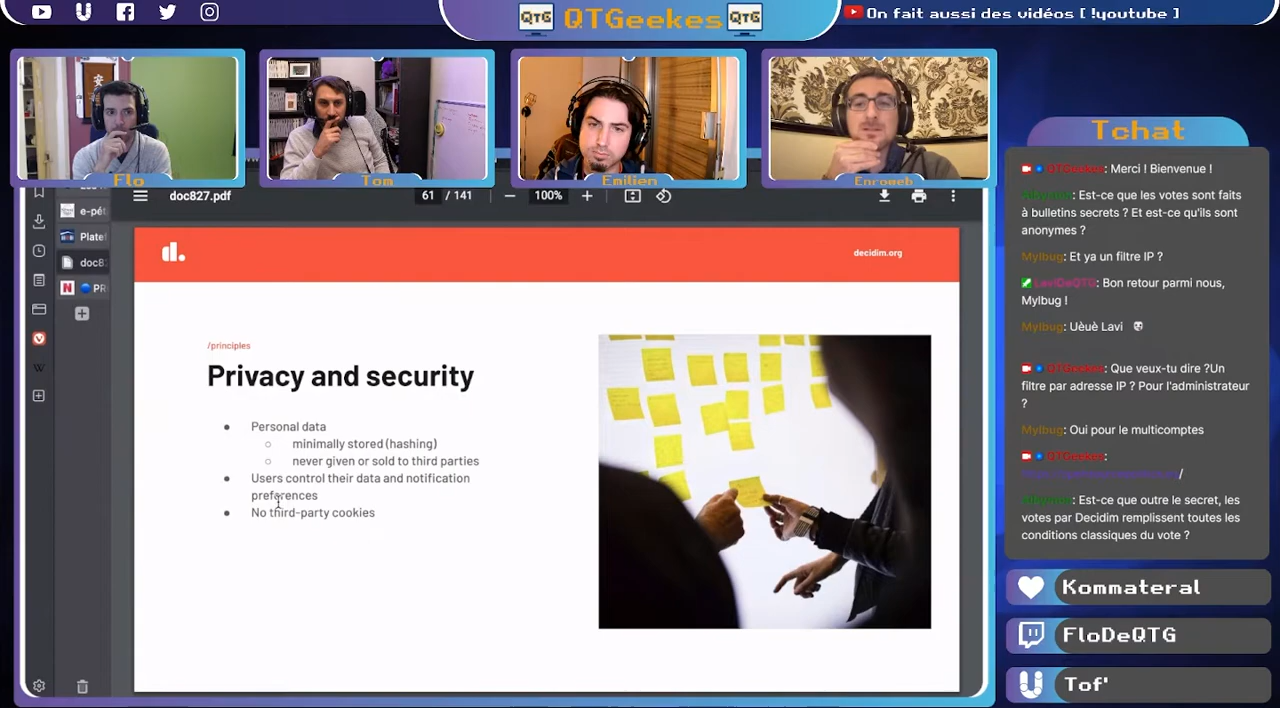 QTG QTGeekes QTG
On fait aussi des vidéos [ !youtube ]
Flo
Tom
Emilien
Enroweb
Tchat
QTGeekes: Merci ! Bienvenue !
: Est-ce que les votes sont faits
à bulletins secrets ? Et est-ce qu'ils sont
anonymes ?
Mylbug: Et ya un filtre IP ?
LaviDeQTG: Bon retour parmi nous,
Mylbug !
Mylbug: Uèuè Lavi
QTGeekes: Que veux-tu dire ?Un
filtre par adresse IP ? Pour l'administrateur
?
Mylbug: Oui pour le multicomptes
QTGeekes:
/
: Est-ce que outre le secret, les
votes par Decidim remplissent toutes les
conditions classiques du vote ?
Kommateral
FloDeQTG
Tof'
e-pét
Platef
doc8
N PR
W
doc827.pdf
61 / 141
100%
d.
decidim.org
/principles
Privacy and security
Personal data
minimally stored (hashing)
never given or sold to third parties
Users control their data and notification
preferences
No third-party cookies